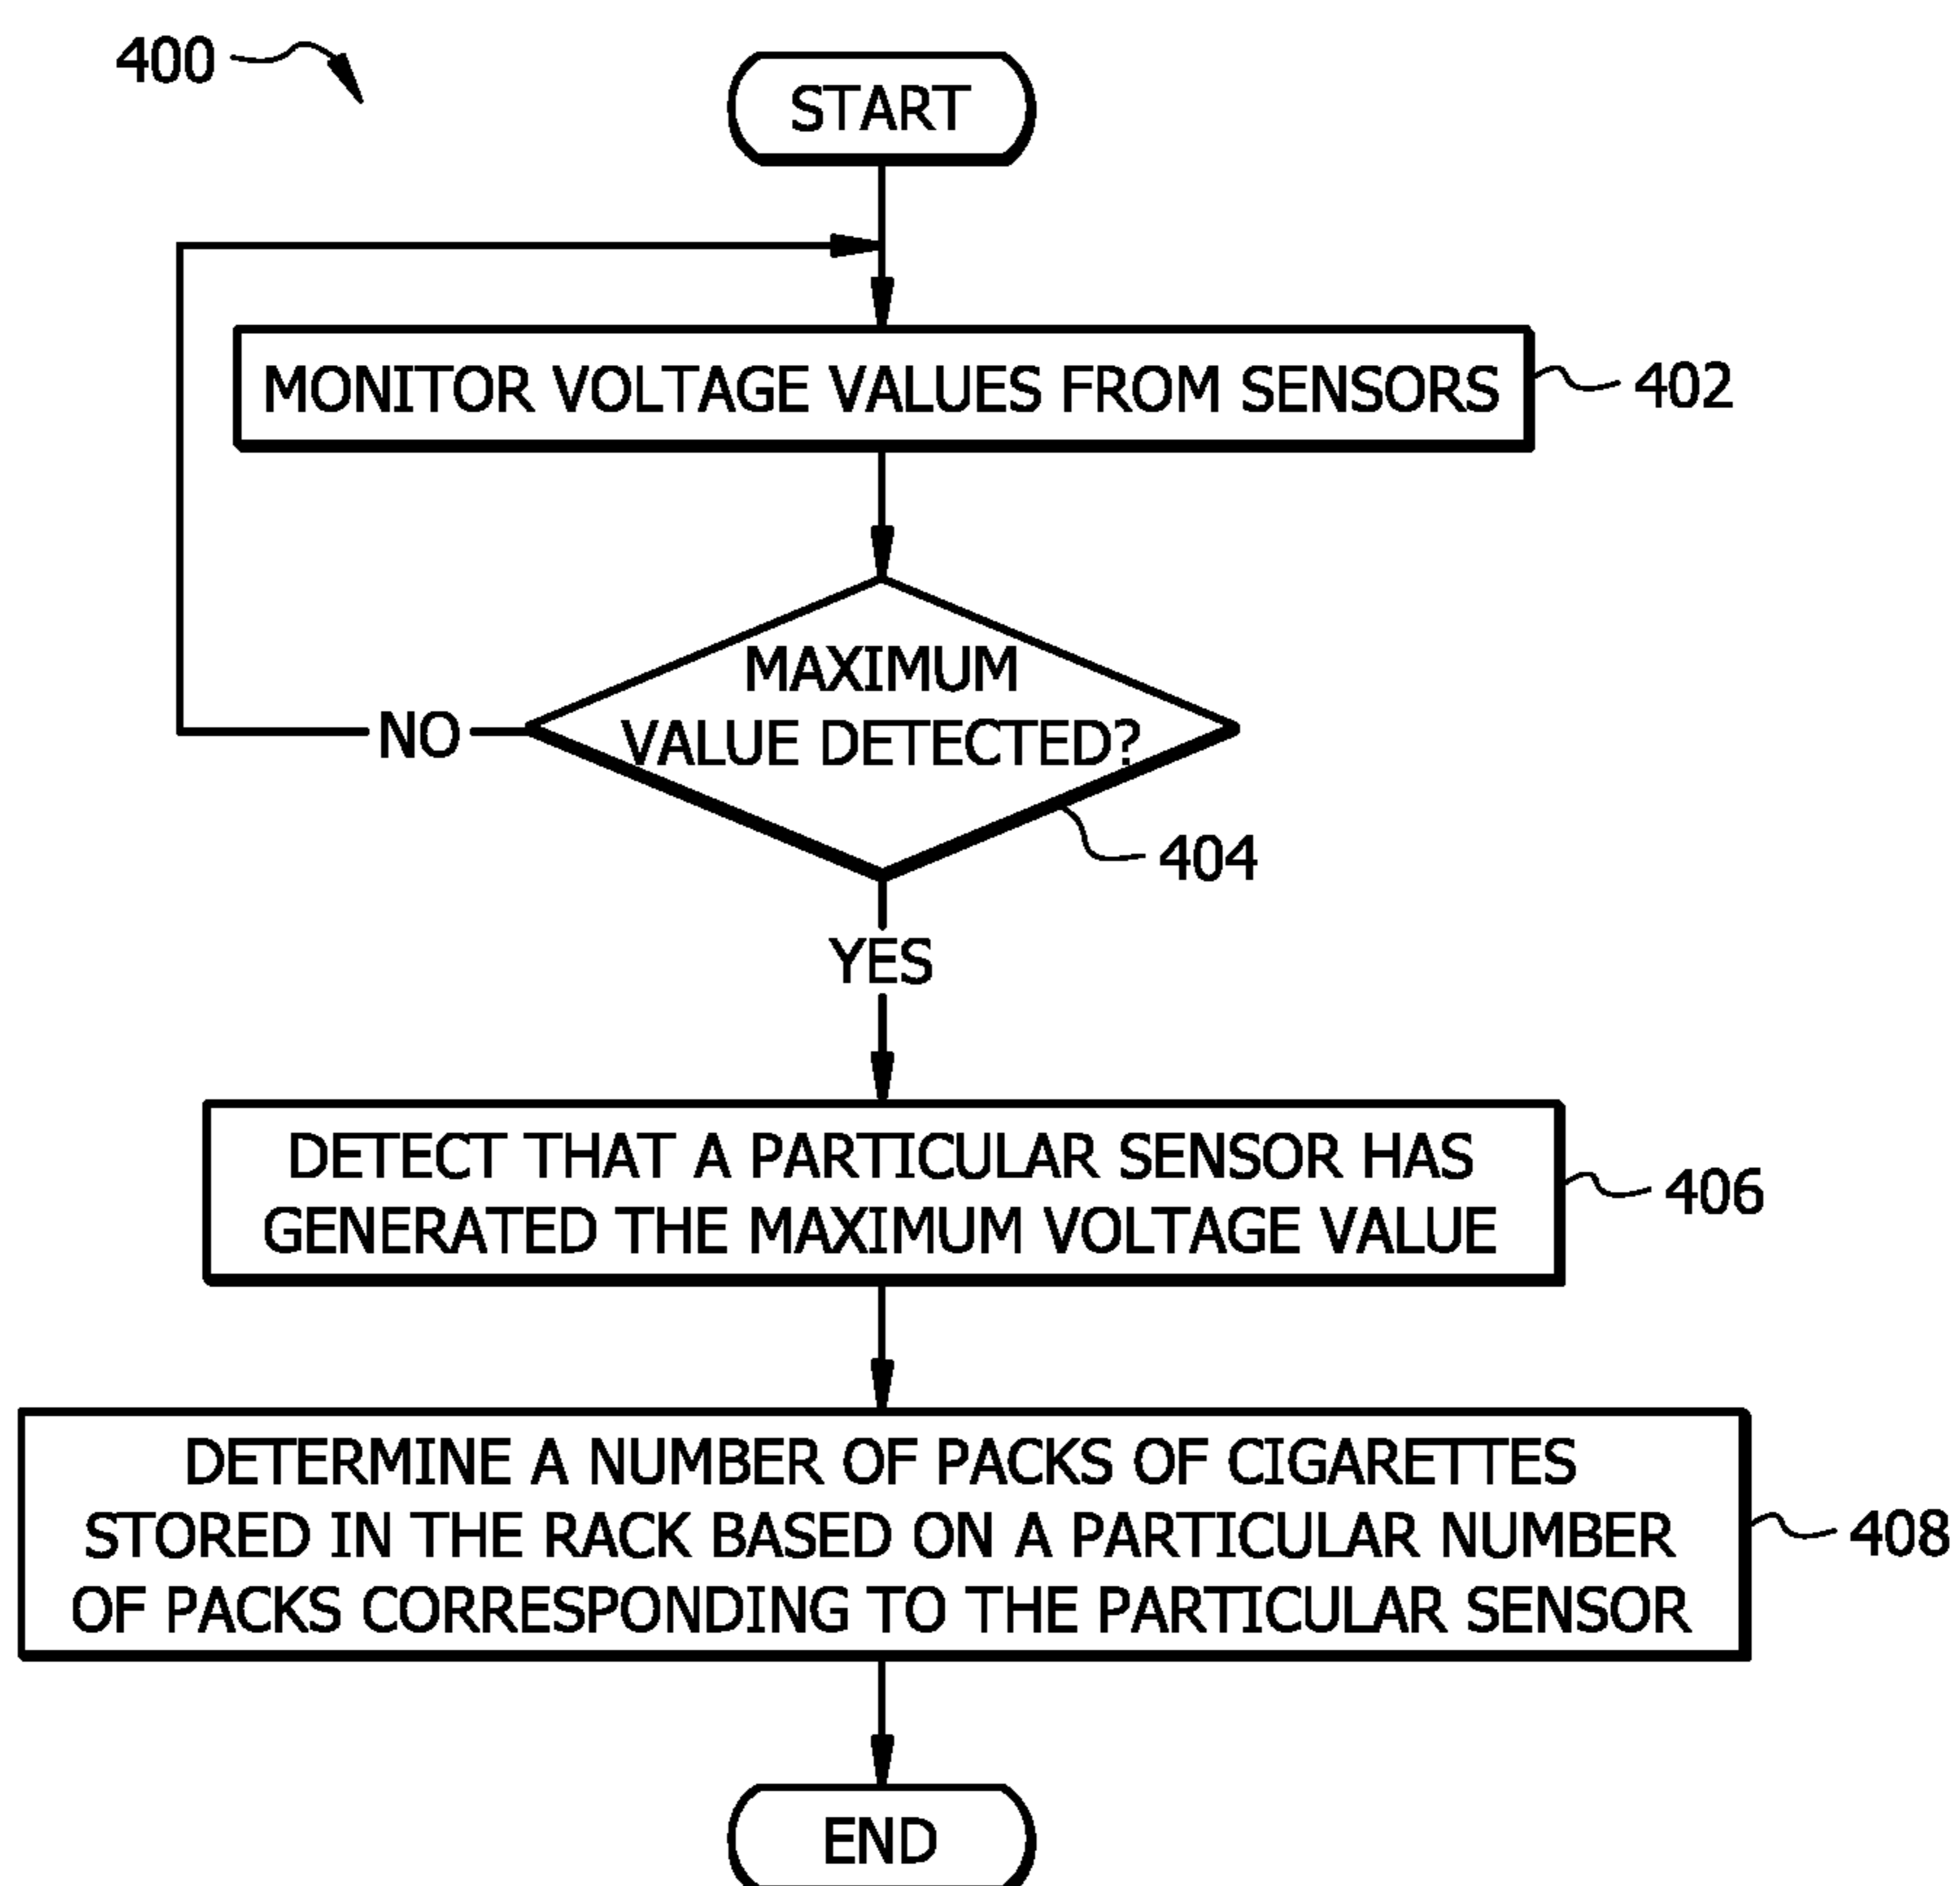 400
START
MONITOR VOLTAGE VALUES FROM SENSORS
402
MAXIMUM
VALUE DETECTED?
NO
404
YES
DETECT THAT A PARTICULAR SENSOR HAS
GENERATED THE MAXIMUM VOLTAGE VALUE
406
DETERMINE A NUMBER OF PACKS OF CIGARETTES
STORED IN THE RACK BASED ON A PARTICULAR NUMBER
OF PACKS CORRESPONDING TO THE PARTICULAR SENSOR
408
END